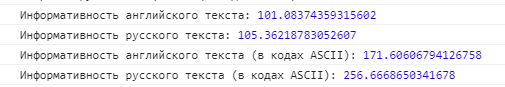 Информативность английского текста: 101.08374359315602
Информативность русского текста: 105.36218783052607
Информативность английского текста (в кодах ASCII): 171.60606794126758
Информативность русского текста (в кодах ASCII): 256.6668650341678